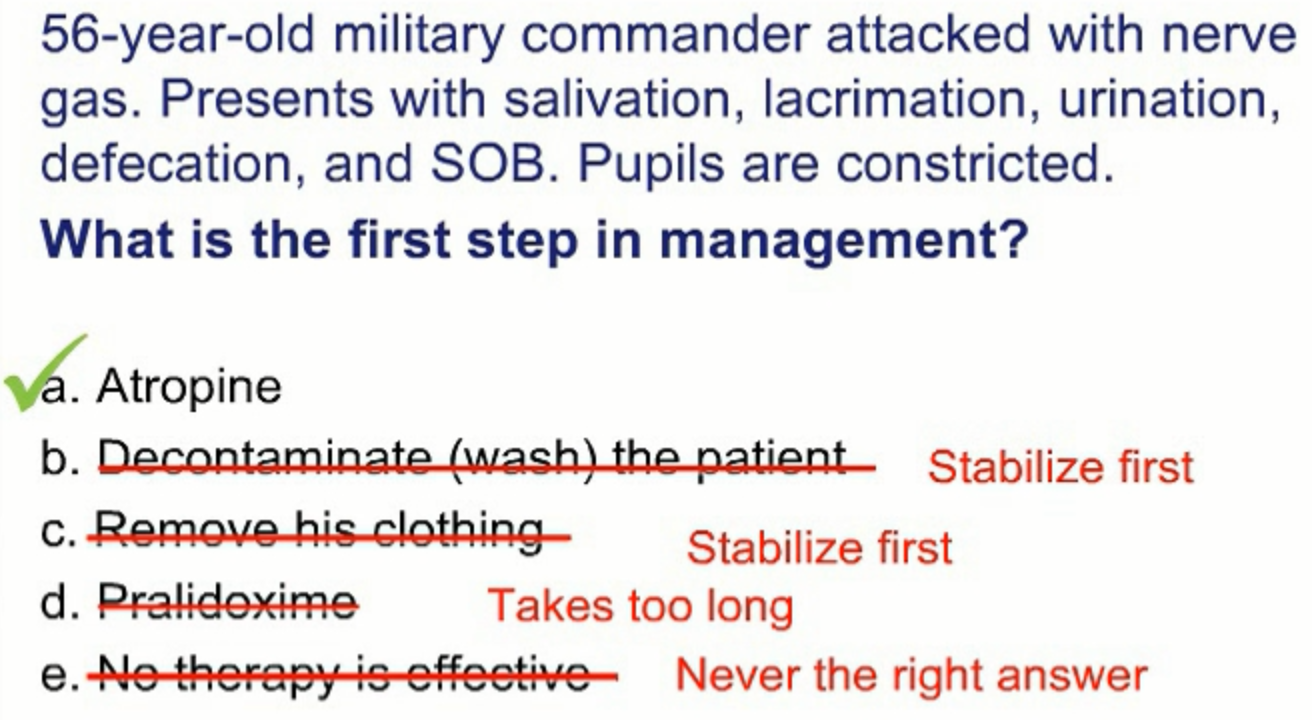 56-year-old military commander attacked with nerve
gas. Presents with salivation, lacrimation, urination,
defecation, and SOB. Pupils are constricted.
What is the first step in management?
a. Atropine
b. Decontaminate (wash) the patient Stabilize first
c. Remove his clothing Stabilize first
d. Pralidoxime Takes too long
e. No therapy is effective Never the right answer